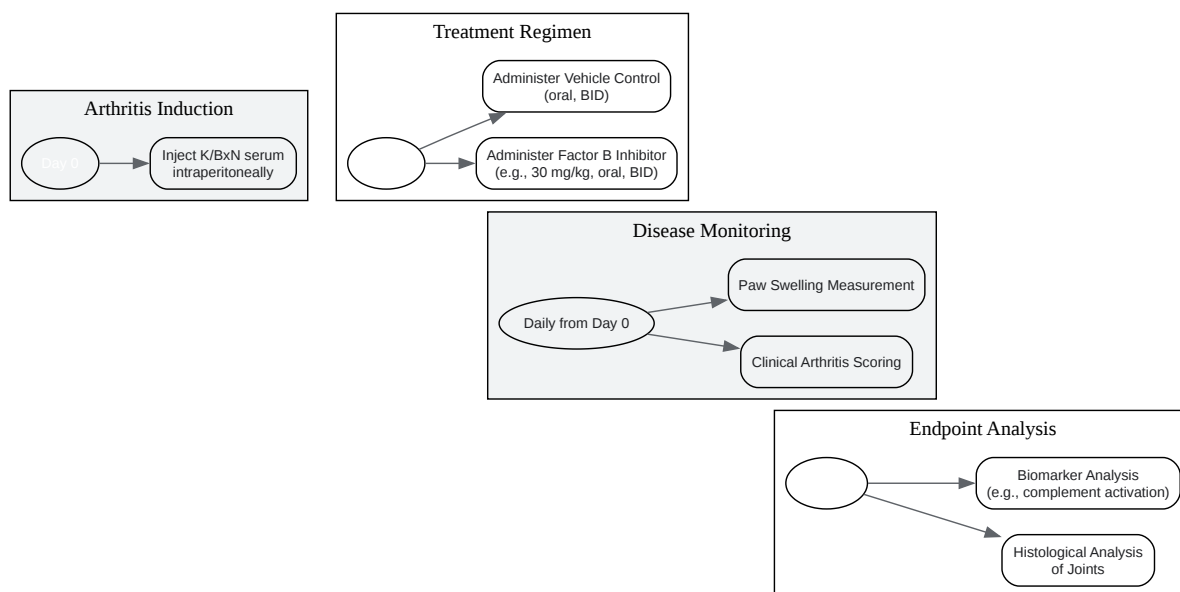 Treatment Regimen
Administer Vehicle Control
(oral, BID)
Administer Factor B Inhibitor
(e.g., 30 mg/kg, oral, BID)
Arthritis Induction
Day 0
Inject K/BxN serum
intraperitoneally
Disease Monitoring
Daily from Day 0
Paw Swelling Measurement
Clinical Arthritis Scoring
Endpoint Analysis
Biomarker Analysis
(e.g., complement activation)
Histological Analysis
of Joints